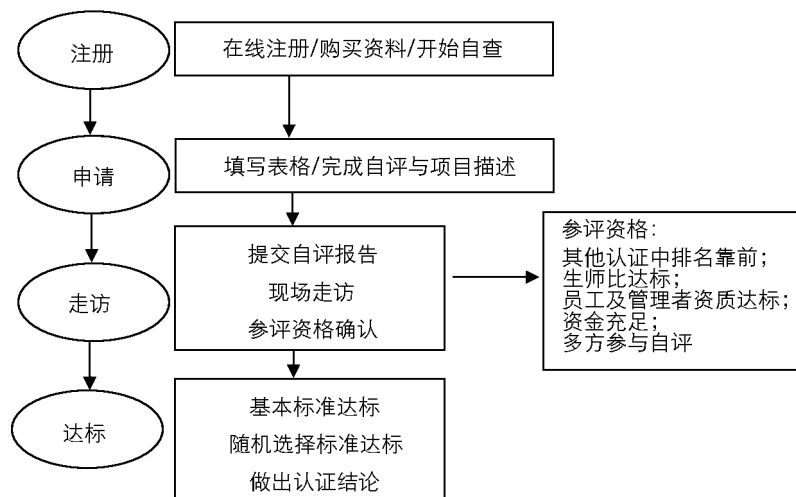 注册
在线注册/购买资料/开始自查
申请
填写表格/完成自评与项目描述
走访
提交自评报告
现场走访
参评资格确认
参评资格：
其他认证中排名靠前；
生师比达标；
员工及管理者资质达标；
资金充足；
多方参与自评
达标
基本标准达标
随机选择标准达标
做出认证结论